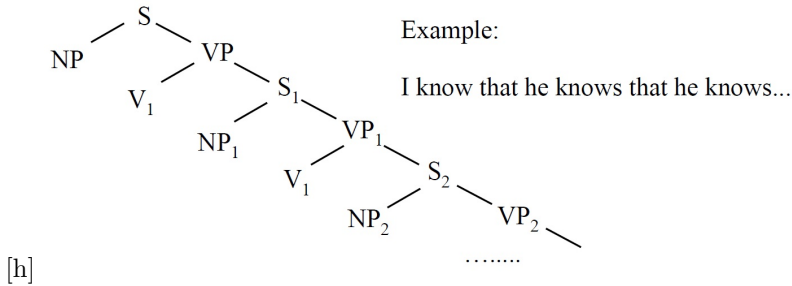 S
Example:
NP VP
I know that he knows that he knows...
V₁ S₁
NP₁ VP₁
V₁ S₂
NP₂ VP₂
[h] ........